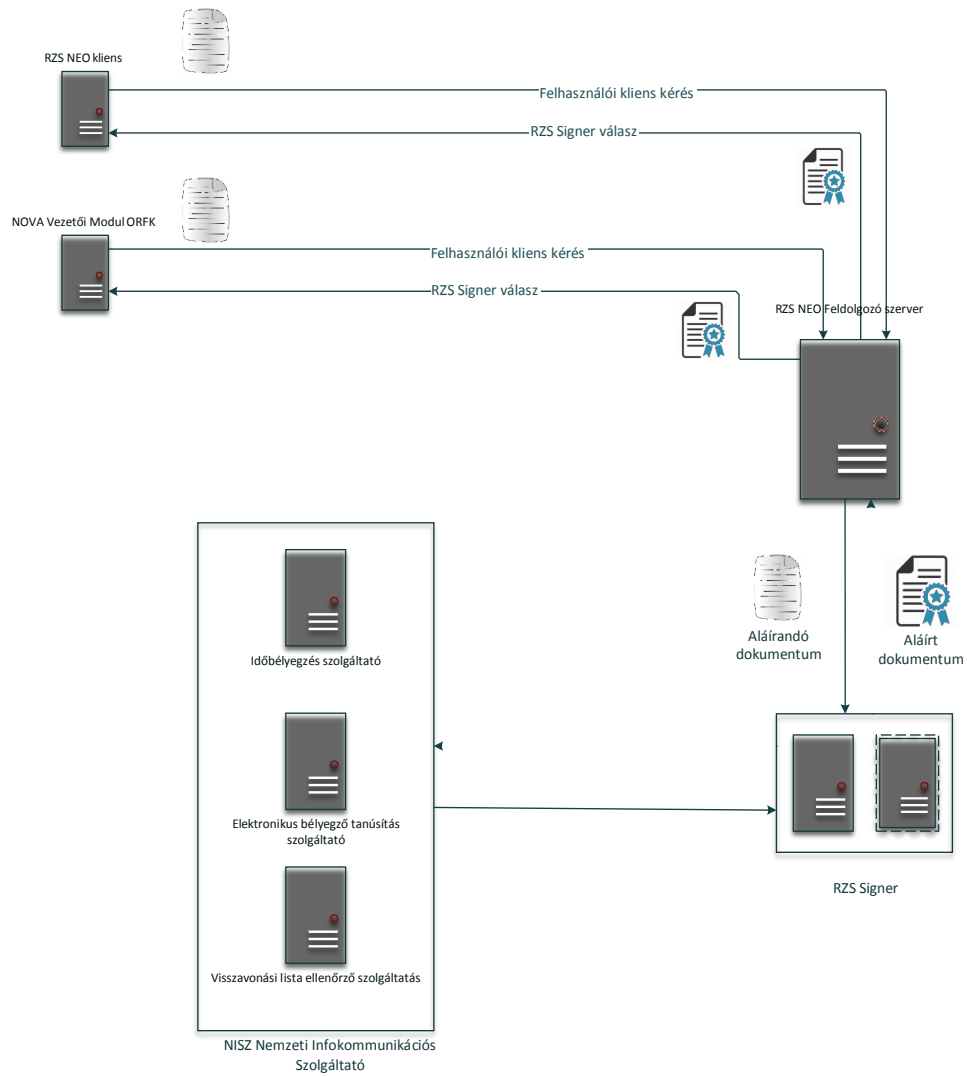 RZS NEO kliens
Felhasználói kliens kérés
RZS Signer válasz
NOVA Vezetői Modul ORFK
Felhasználói kliens kérés
RZS Signer válasz
RZS NEO Feldolgozó szerver
Aláírandó
dokumentum
Aláírt
dokumentum
Időbélyegzés szolgáltató
Elektronikus bélyegző tanúsítás
szolgáltató
Visszavonási lista ellenőrző szolgáltatás
RZS Signer
NISZ Nemzeti Infokommunikációs
Szolgáltató